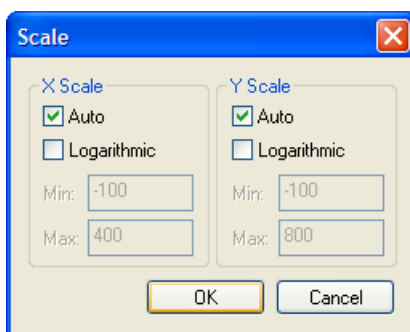 Scale
X Scale
Auto
Logarithmic
Min: -100
Max: 400
Y Scale
Auto
Logarithmic
Min: -100
Max: 800
OK Cancel